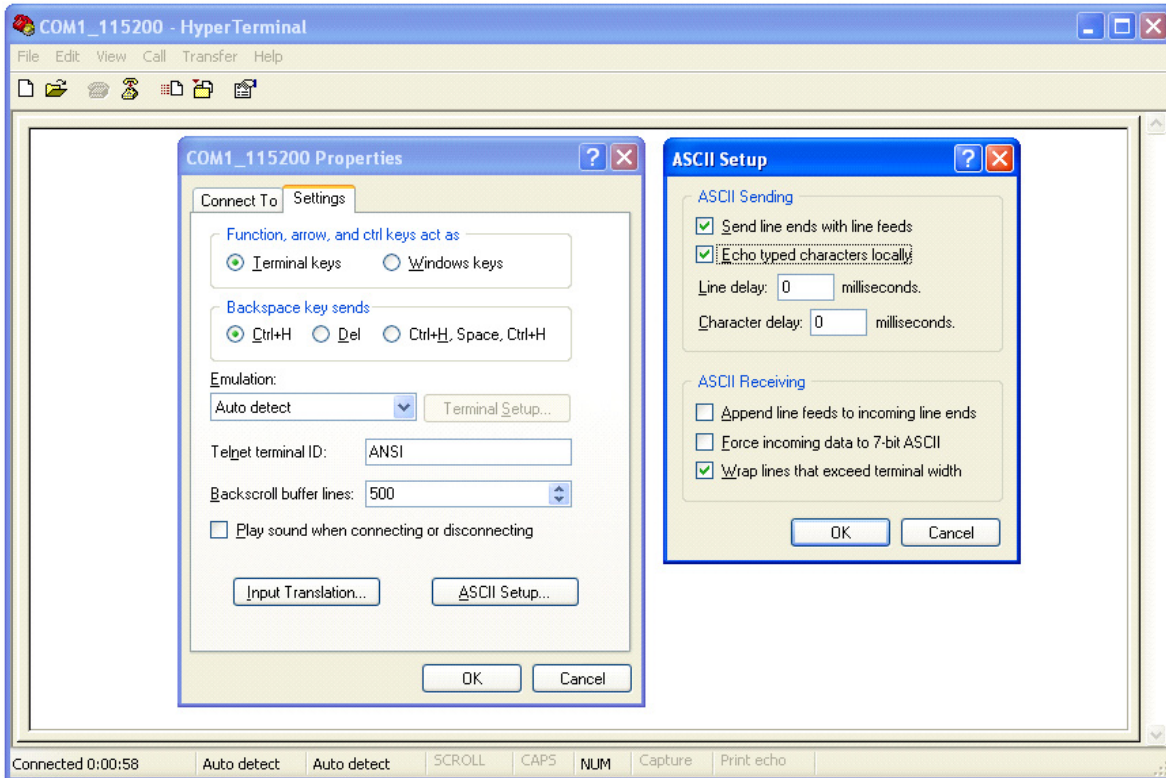 COM1_115200 - HyperTerminal
File Edit View Call Transfer Help
COM1_115200 Properties
Connect To Settings
Function, arrow, and ctrl keys act as
Terminal keys Windows keys
Backspace key sends
Ctrl+H Del Ctrl+H, Space, Ctrl+H
Emulation:
Auto detect Terminal Setup...
Telnet terminal ID: ANSI
Backscroll buffer lines: 500
Play sound when connecting or disconnecting
Input Translation... ASCII Setup...
OK Cancel
ASCII Setup
ASCII Sending
Send line ends with line feeds
Echo typed characters locally
Line delay: 0 milliseconds.
Character delay: 0 milliseconds.
ASCII Receiving
Append line feeds to incoming line ends
Force incoming data to 7-bit ASCII
Wrap lines that exceed terminal width
OK Cancel
Connected 0:00:58 Auto detect Auto detect SCROLL CAPS NUM Capture Print echo